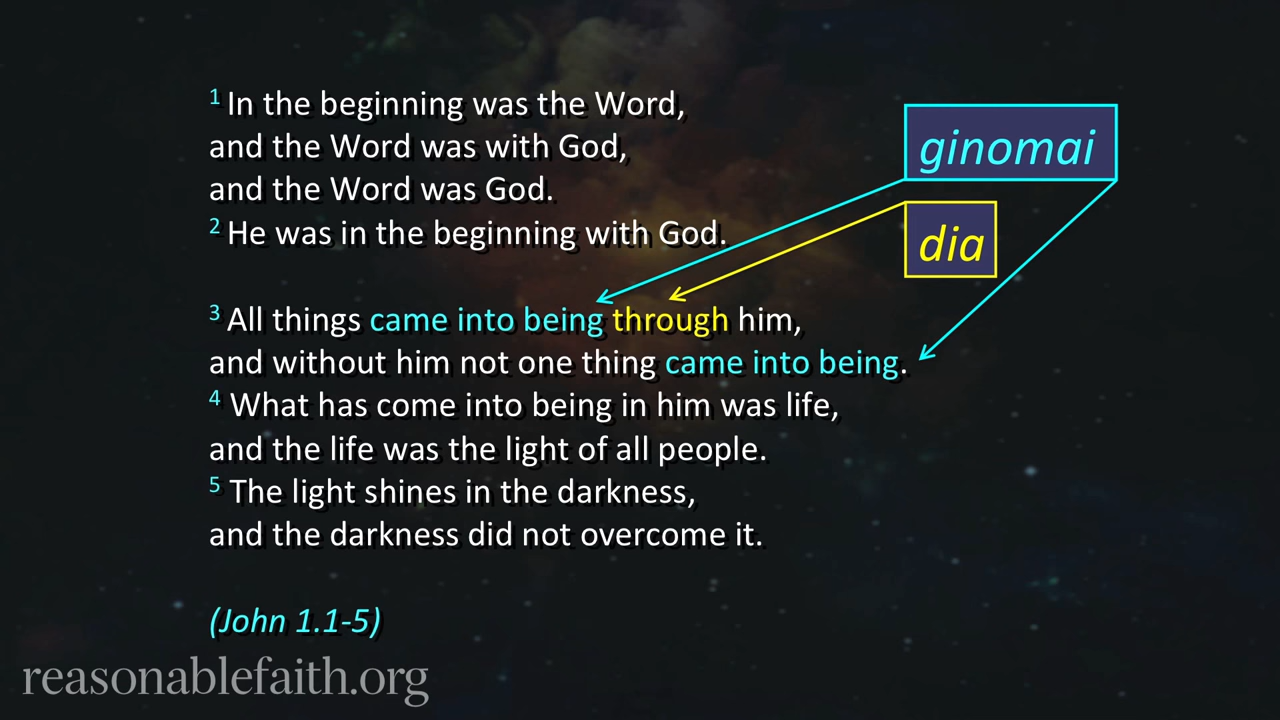 1 In the beginning was the Word,
and the Word was with God,
and the Word was God.
2 He was in the beginning with God.
3 All things came into being through him,
and without him not one thing came into being.
4 What has come into being in him was life,
and the life was the light of all people.
5 The light shines in the darkness,
and the darkness did not overcome it.
(John 1.1-5)
ginomai
dia
reasonablefaith.org